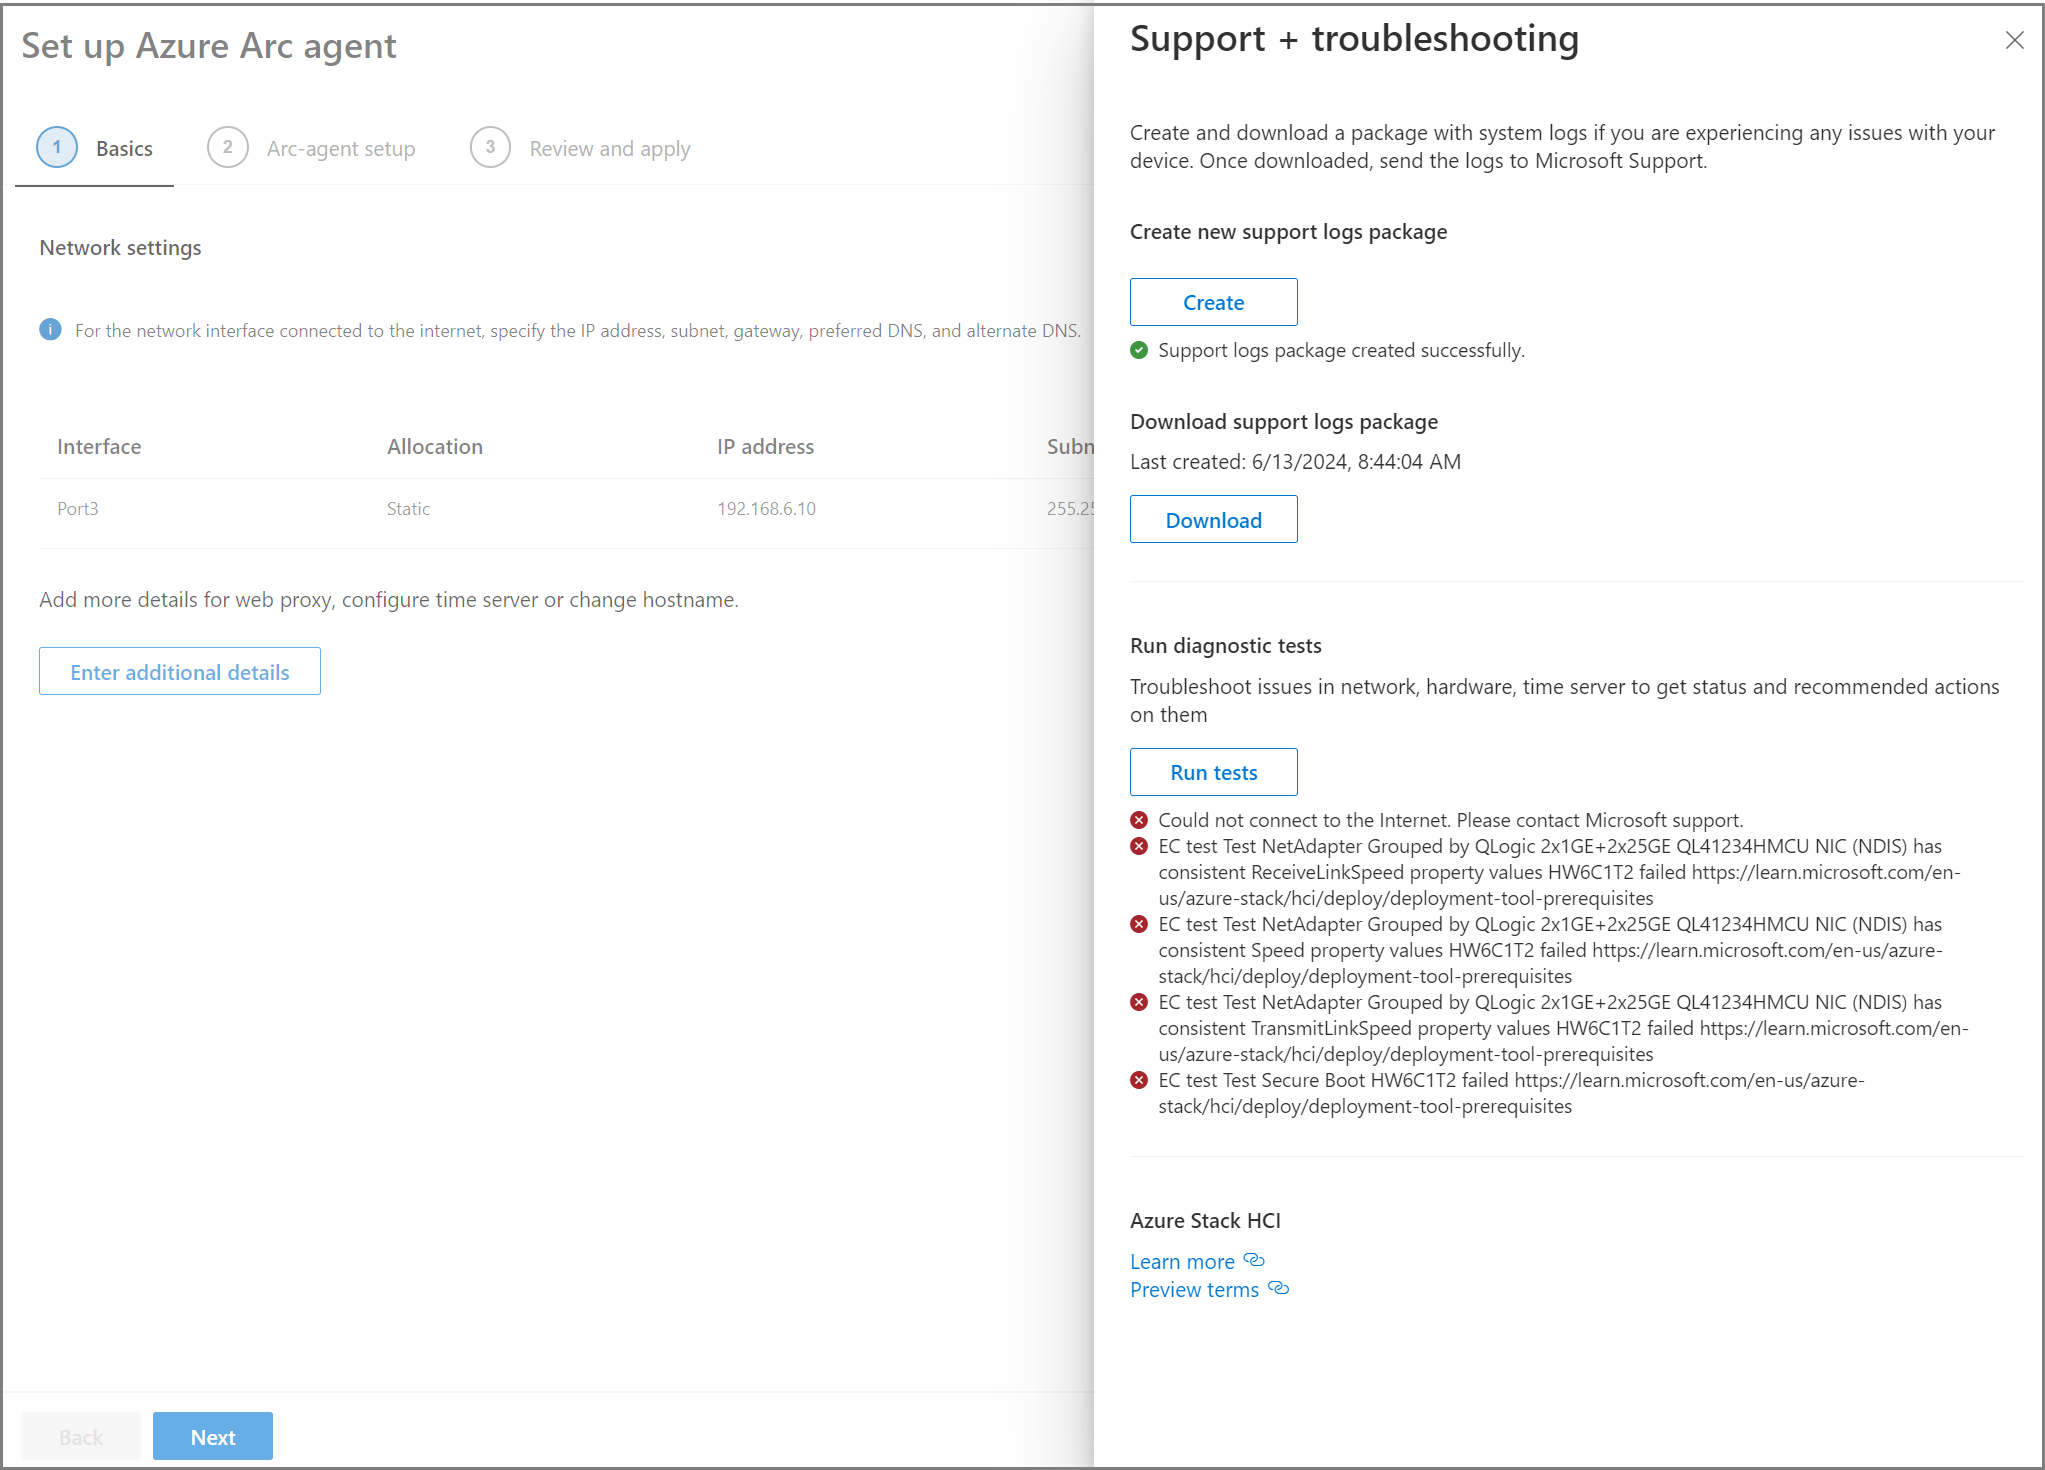 Set up Azure Arc agent
1 Basics
2 Arc-agent setup
3 Review and apply
Network settings
i For the network interface connected to the internet, specify the IP address, subnet, gateway, preferred DNS, and alternate DNS.
Interface Allocation IP address Subn
Port3 Static 192.168.6.10 255.25
Add more details for web proxy, configure time server or change hostname.
Enter additional details
Back Next
Support + troubleshooting
Create and download a package with system logs if you are experiencing any issues with your
device. Once downloaded, send the logs to Microsoft Support.
Create new support logs package
Create
Support logs package created successfully.
Download support logs package
Last created: 6/13/2024, 8:44:04 AM
Download
Run diagnostic tests
Troubleshoot issues in network, hardware, time server to get status and recommended actions
on them
Run tests
Could not connect to the Internet. Please contact Microsoft support.
EC test Test NetAdapter Grouped by QLogic 2x1GE+2x25GE QL41234HMCU NIC (NDIS) has
consistent ReceiveLinkSpeed property values HW6C1T2 failed https://learn.microsoft.com/en-
us/azure-stack/hci/deploy/deployment-tool-prerequisites
EC test Test NetAdapter Grouped by QLogic 2x1GE+2x25GE QL41234HMCU NIC (NDIS) has
consistent Speed property values HW6C1T2 failed https://learn.microsoft.com/en-us/azure-
stack/hci/deploy/deployment-tool-prerequisites
EC test Test NetAdapter Grouped by QLogic 2x1GE+2x25GE QL41234HMCU NIC (NDIS) has
consistent TransmitLinkSpeed property values HW6C1T2 failed https://learn.microsoft.com/en-
us/azure-stack/hci/deploy/deployment-tool-prerequisites
EC test Test Secure Boot HW6C1T2 failed https://learn.microsoft.com/en-us/azure-
stack/hci/deploy/deployment-tool-prerequisites
Azure Stack HCI
Learn more
Preview terms